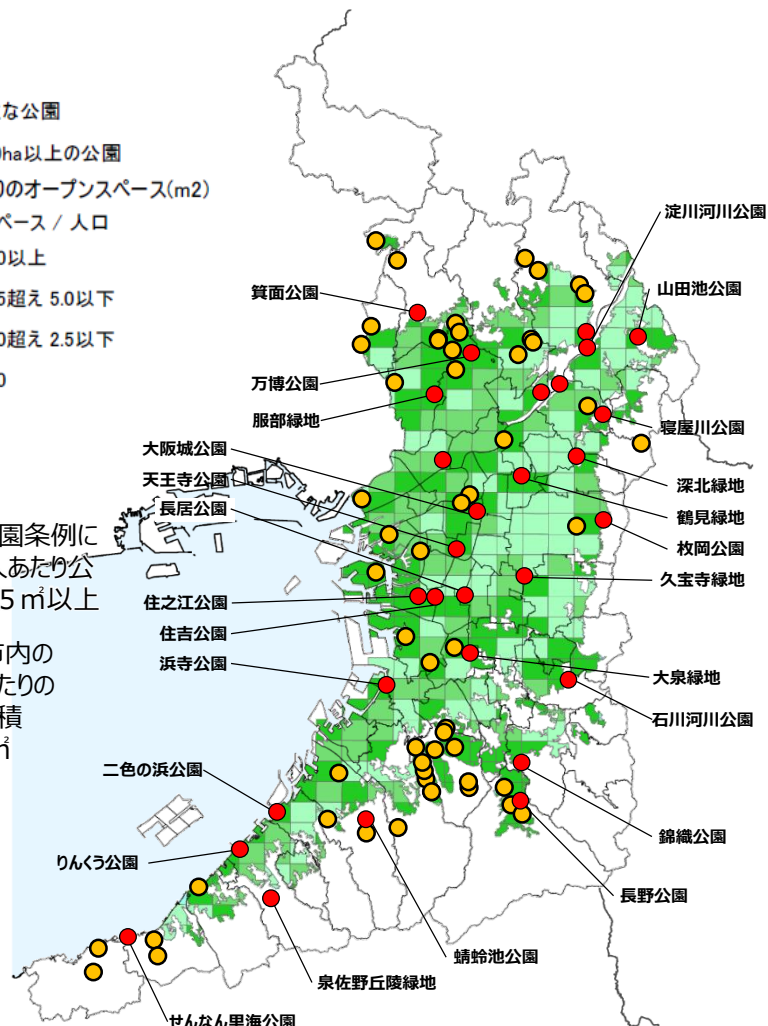 な公園
ha以上の公園
のオープンスペース(m2)
ペース / 人口
以上
超え 5.0以下
超え 2.5以下
0
園条例に
あたり公
5㎡以上
市内の
たりの
積
㎡
淀川河川公園
山田池公園
箕面公園
万博公園
服部緑地
寝屋川公園
大阪城公園
天王寺公園
長居公園
深北緑地
鶴見緑地
枚岡公園
久宝寺緑地
住之江公園
住吉公園
浜寺公園
大泉緑地
石川河川公園
二色の浜公園
錦織公園
りんくう公園
長野公園
蜻蛉池公園
泉佐野丘陵緑地
せんなん里海公園